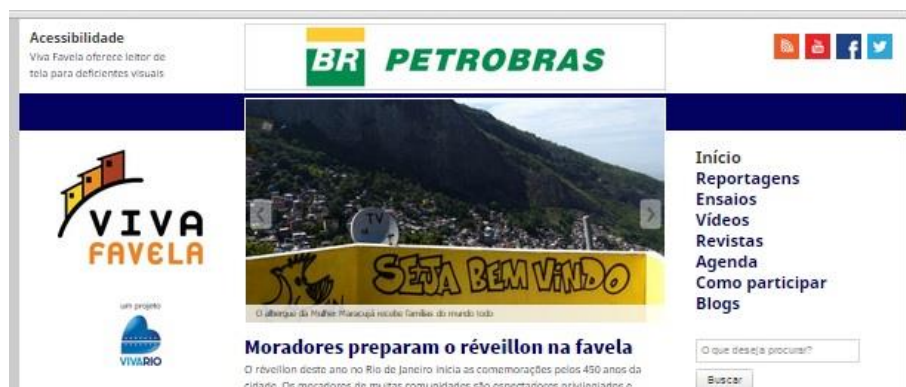 Acessibilidade
Viva Favela oferece leitor de
tela para deficientes visuais
BR PETROBRAS
VIVA
FAVELA
um projeto
VIVARIO
TV
SEJA BEM VINDO
O albergue da Mulher Maracujá recebe famílias do mundo todo
Moradores preparam o réveillon na favela
O réveillon deste ano no Rio de Janeiro inicia as comemorações pelos 450 anos da
cidade. Os moradores de muitas comunidades são espectadores privilegiados e
Início
Reportagens
Ensaios
Vídeos
Revistas
Agenda
Como participar
Blogs
O que deseja procurar?
Buscar